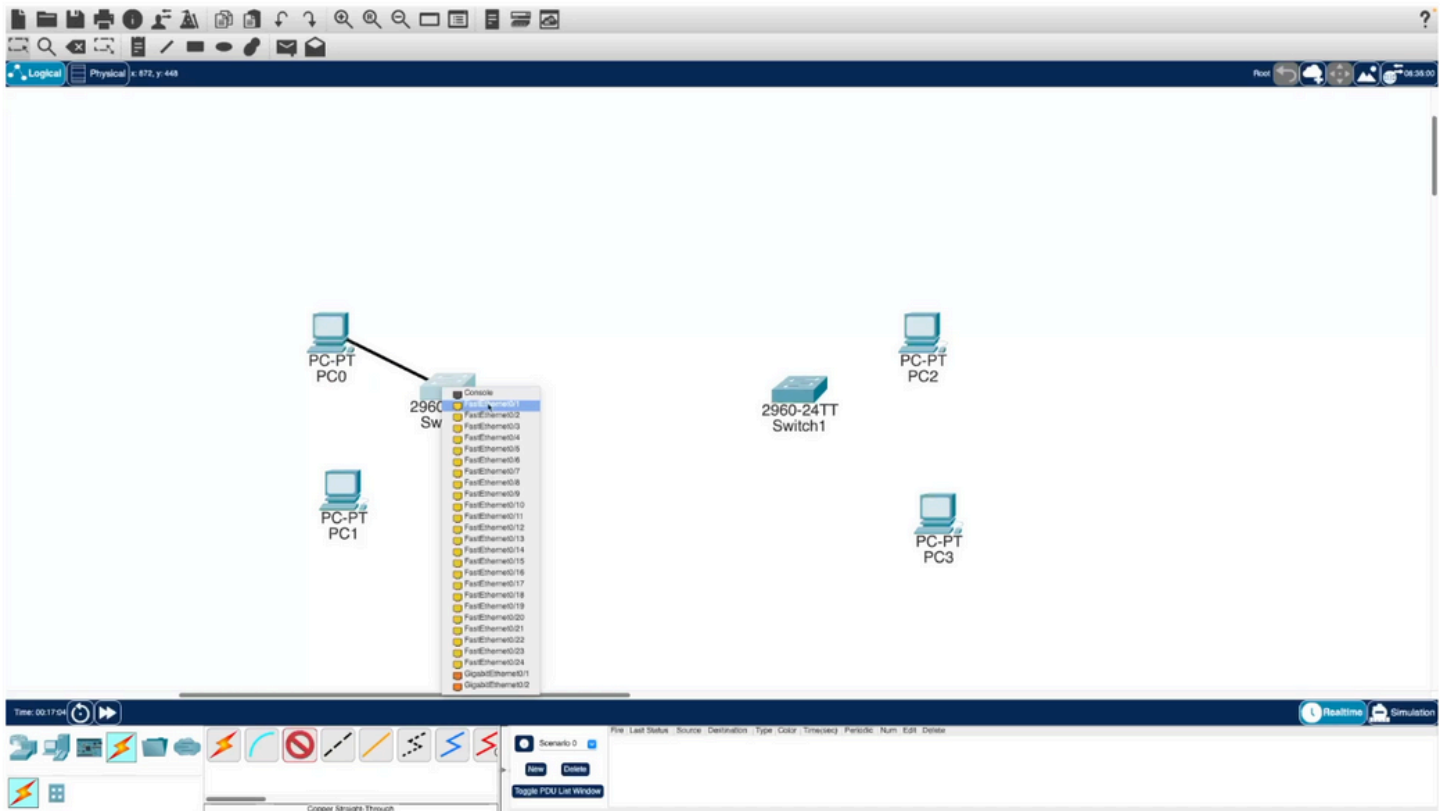 ?
Logical
Physical
x: 872, y: 448
Root
08:36:00
PC-PT
PC0
PC-PT
PC2
2960
Sw
2960-24TT
Switch1
Console
FastEthernet0/1
FastEthernet0/2
FastEthernet0/3
FastEthernet0/4
FastEthernet0/5
FastEthernet0/6
FastEthernet0/7
FastEthernet0/8
FastEthernet0/9
FastEthernet0/10
FastEthernet0/11
FastEthernet0/12
FastEthernet0/13
FastEthernet0/14
FastEthernet0/15
FastEthernet0/16
FastEthernet0/17
FastEthernet0/18
FastEthernet0/19
FastEthernet0/20
FastEthernet0/21
FastEthernet0/22
FastEthernet0/23
FastEthernet0/24
GigabitEthernet0/1
GigabitEthernet0/2
PC-PT
PC1
PC-PT
PC3
Time: 00:17:04
Realtime
Simulation
Scenario 0
New
Delete
Toggle PDU List Window
Fire Last Status Source Destination Type Color Time(sec) Periodic Num Edit Delete
Copper Straight-Through